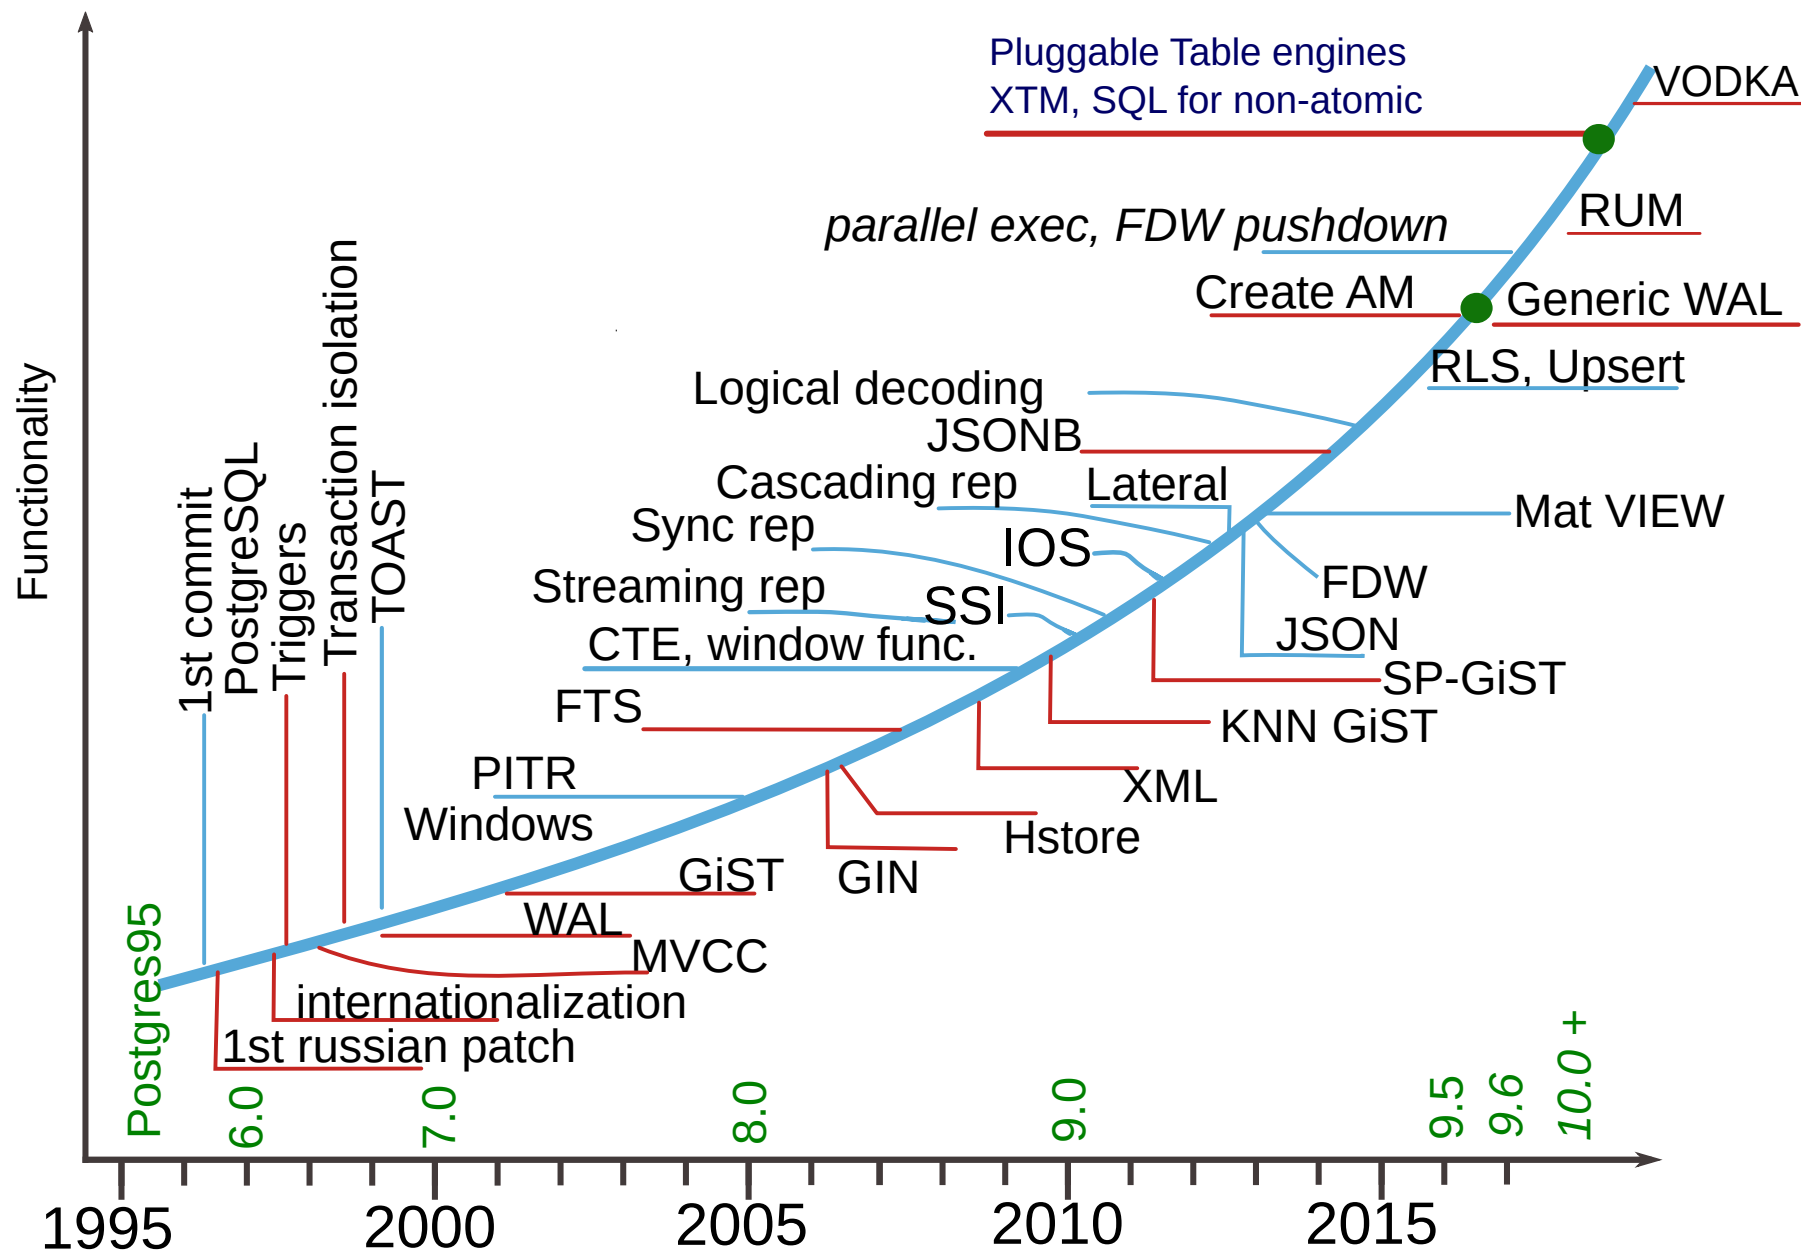 Pluggable Table engines
XTM, SQL for non-atomic
VODKA
RUM
parallel exec, FDW pushdown
Create AM
Generic WAL
RLS, Upsert
Logical decoding
JSONB
Cascading rep
Lateral
Mat VIEW
Sync rep
IOS
FDW
Streaming rep
SSI
JSON
CTE, window func.
SP-GiST
FTS
KNN GiST
XML
PITR
Windows
Hstore
GIN
GiST
WAL
MVCC
internationalization
1st russian patch
Functionality
1st commit
PostgreSQL
Triggers
Transaction isolation
TOAST
Postgres95
6.0
7.0
8.0
9.0
9.5
9.6
10.0 +
1995
2000
2005
2010
2015